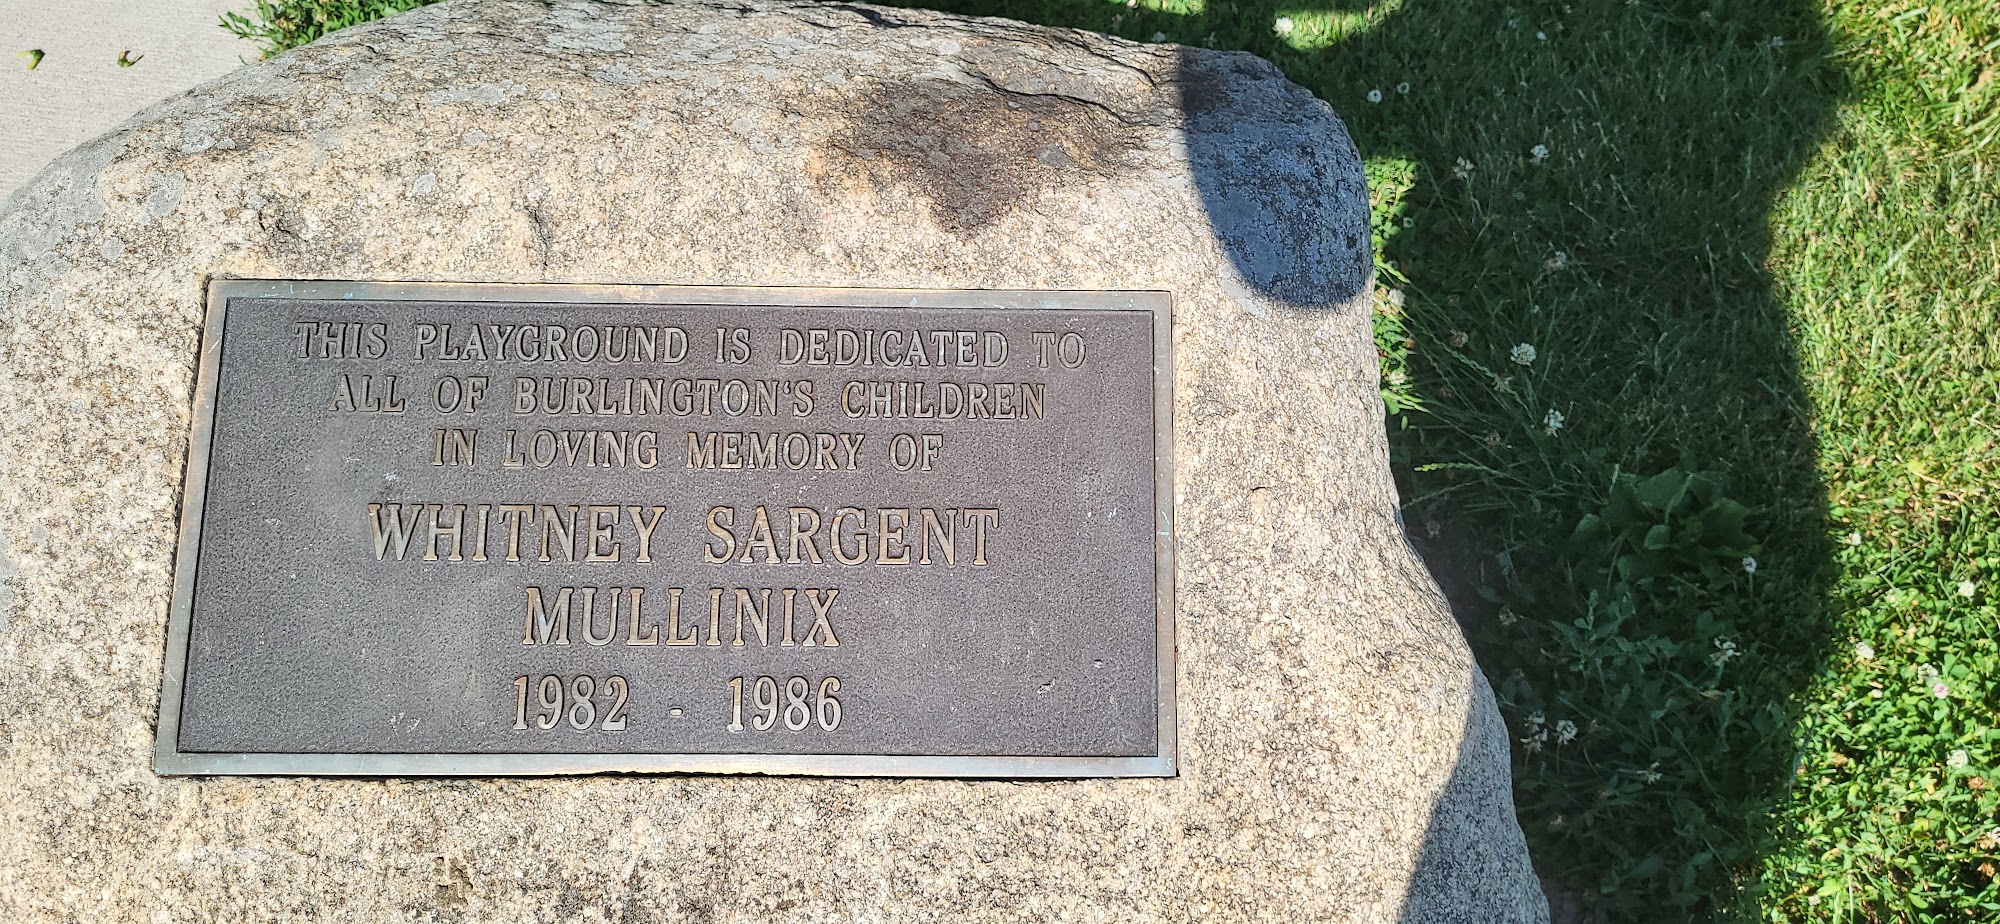 THIS PLAYGROUND IS DEDICATED TO
ALL OF BURLINGTON'S CHILDREN
IN LOVING MEMORY OF
WHITNEY SARGENT
MULLINIX
1982 - 1986